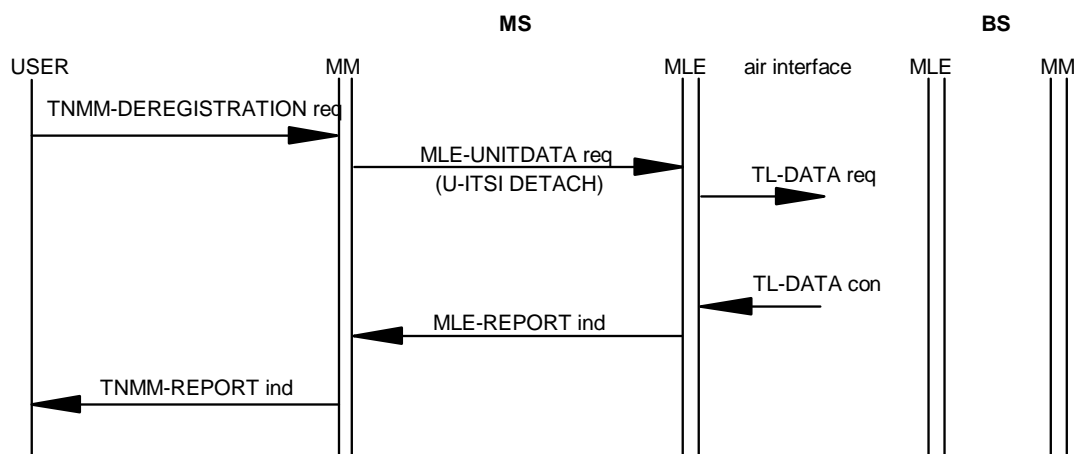 MS BS
USER MM MLE air interface MLE MM
TNMM-DEREGISTRATION req
MLE-UNITDATA req
(U-ITSI DETACH)
TL-DATA req
TL-DATA con
MLE-REPORT ind
TNMM-REPORT ind